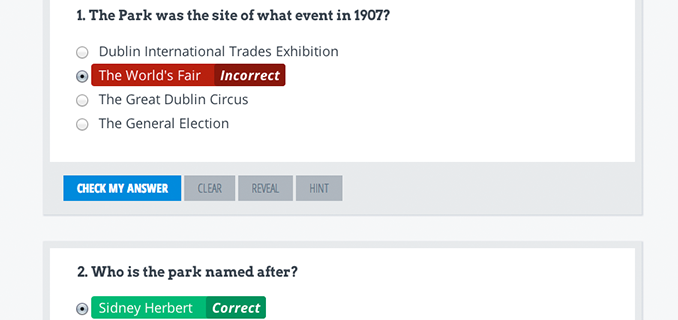 1. The Park was the site of what event in 1907?
Dublin International Trades Exhibition
The World's Fair Incorrect
The Great Dublin Circus
The General Election
CHECK MY ANSWER CLEAR REVEAL HINT
2. Who is the park named after?
Sidney Herbert Correct